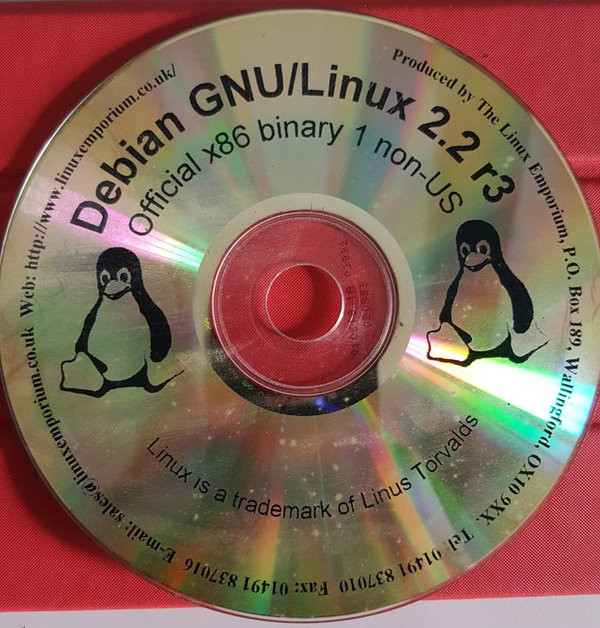 Debian GNU/Linux 2.2 r3
Official x86 binary 1 non-US
Linux is a trademark of Linus Torvalds
Produced by The Linux Emporium, P.O. Box 189, Wallingford, OX10 9XX. Tel. 01491 837010 Fax: 01491 837016 E-mail: sales@linuxemporium.co.uk Web: http://www.linuxemporium.co.uk/